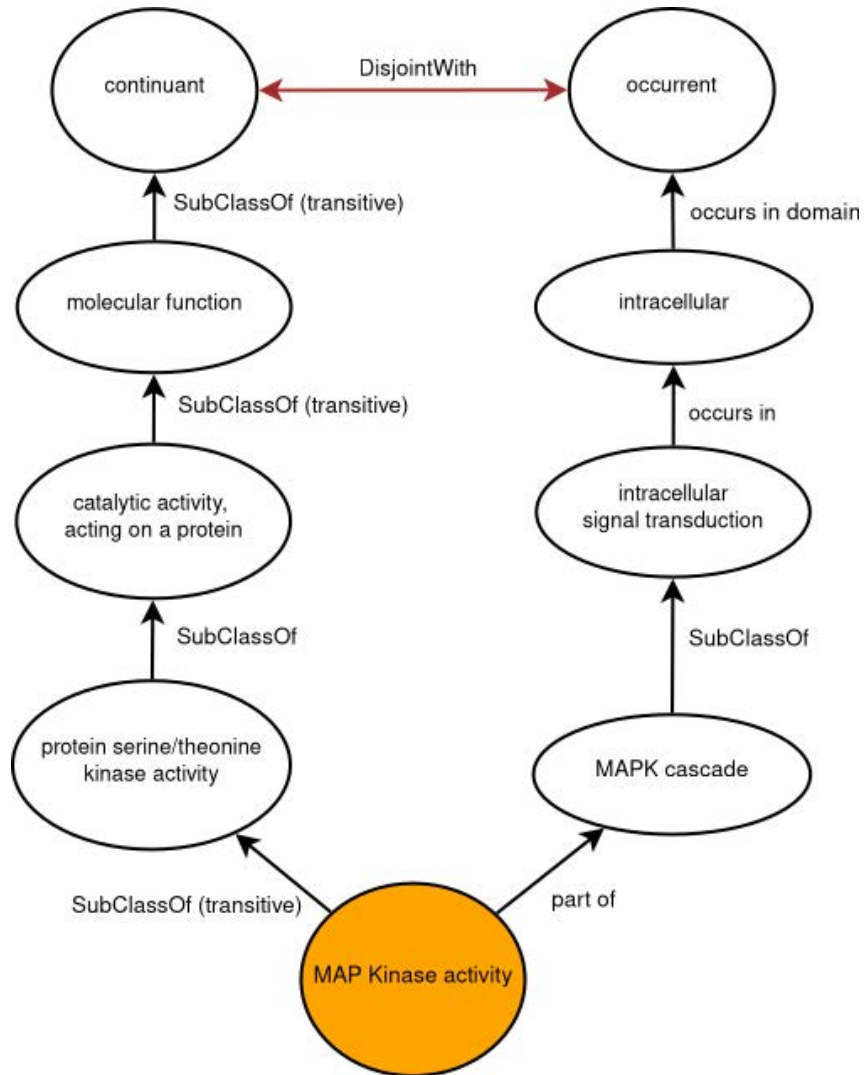 DisjointWith
continuant
occurrent
SubClassOf (transitive)
occurs in domain
molecular function
intracellular
SubClassOf (transitive)
occurs in
catalytic activity,
acting on a protein
intracellular
signal transduction
SubClassOf
SubClassOf
protein serine/theonine
kinase activity
MAPK cascade
SubClassOf (transitive)
part of
MAP Kinase activity